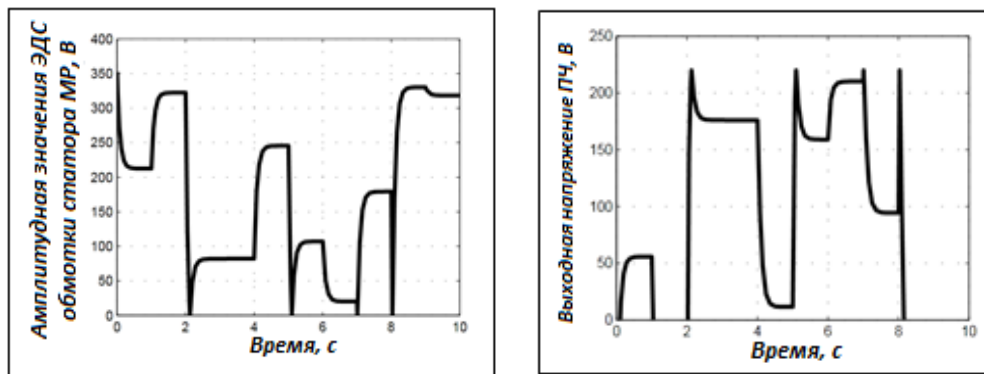 Амплитудная значения ЭДС
обмотки статора МР, В
400
350
300
250
200
150
100
50
0
0 2 4 6 8 10
Время, с
Выходная напряжение ПЧ, В
250
200
150
100
50
0
0 2 4 6 8 10
Время, с